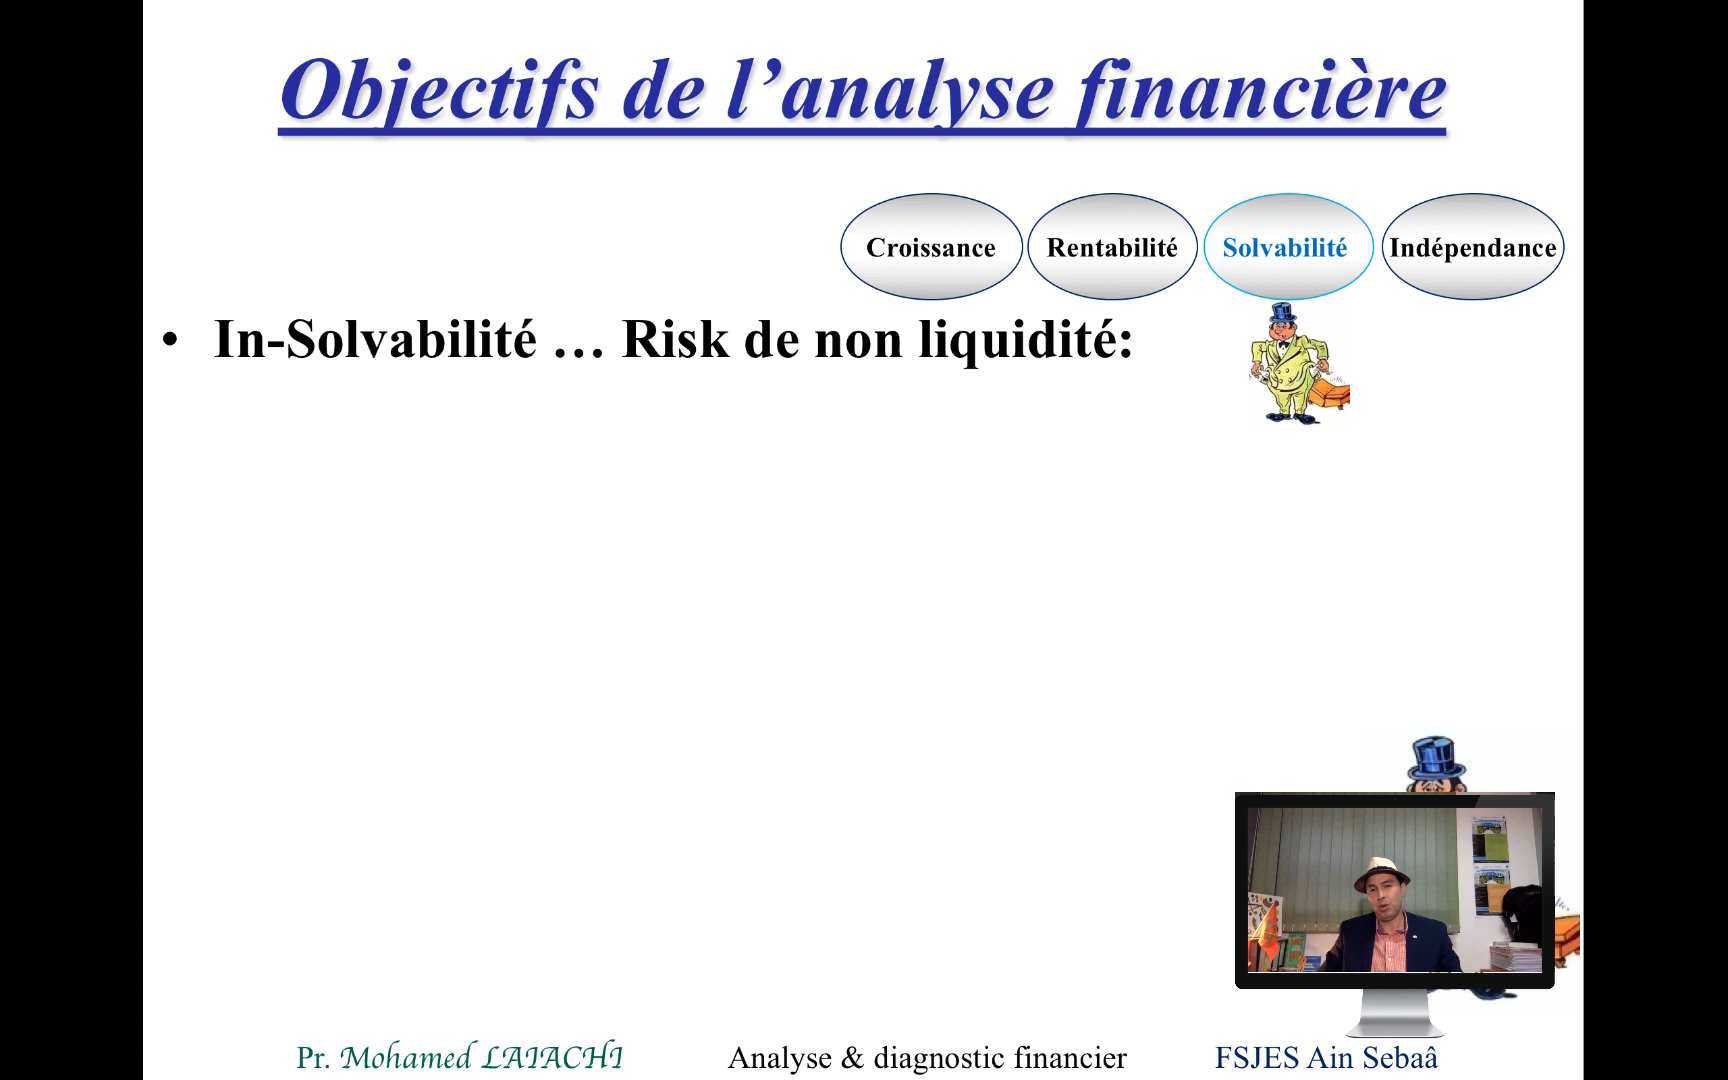 Objectifs de l’analyse financière
Croissance
Rentabilité
Solvabilité
Indépendance
• In-Solvabilité … Risk de non liquidité:
Pr. Mohamed LAIACHI
Analyse & diagnostic financier
FSJES Ain Sebaâ